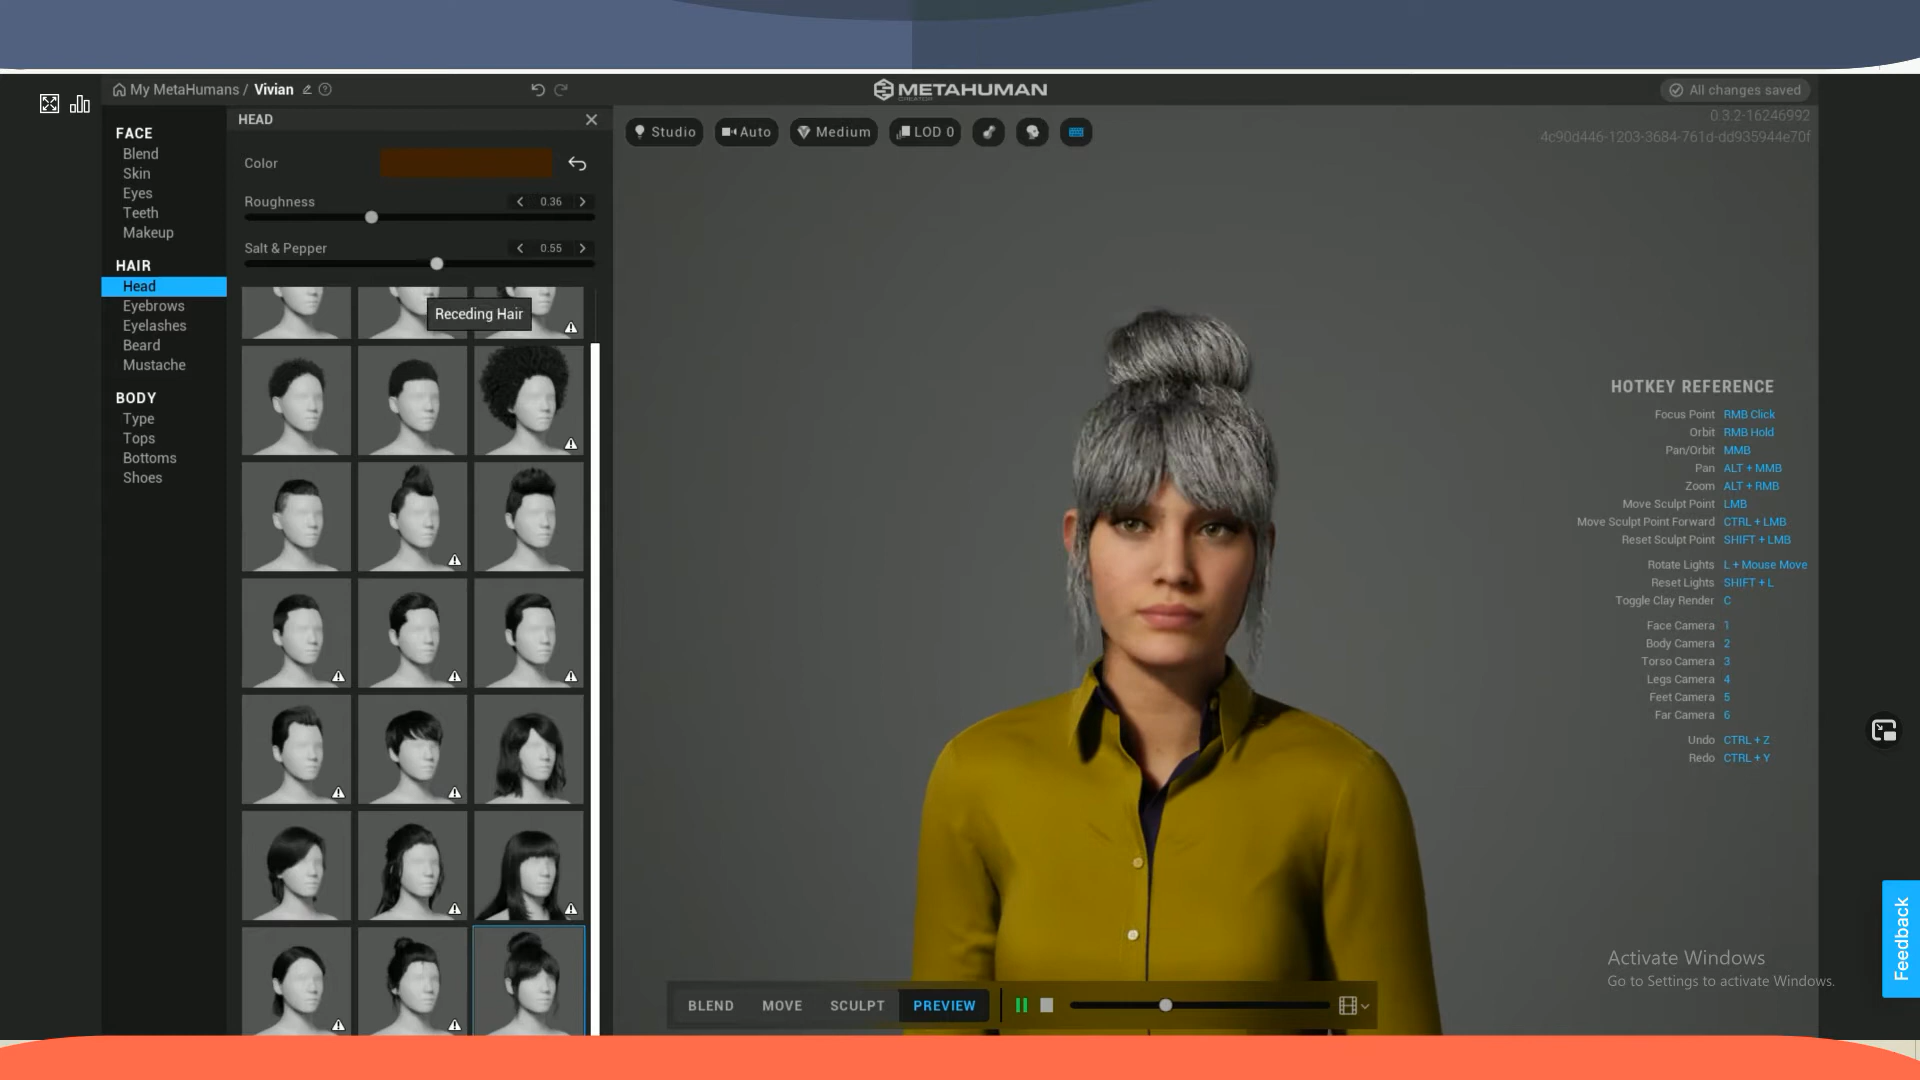 My MetaHumans / Vivian
METAHUMAN
CREATOR
All changes saved
0.3.2-16246992
4c90d446-1203-3684-761d-dd935944e70f
FACE
Blend
Skin
Eyes
Teeth
Makeup
HAIR
Head
Eyebrows
Eyelashes
Beard
Mustache
BODY
Type
Tops
Bottoms
Shoes
HEAD
Color
Roughness 0.36
Salt & Pepper 0.55
Receding Hair
Studio Auto Medium LOD 0
HOTKEY REFERENCE
Focus Point RMB Click
Orbit RMB Hold
Pan/Orbit MMB
Pan ALT + MMB
Zoom ALT + RMB
Move Sculpt Point LMB
Move Sculpt Point Forward CTRL + LMB
Reset Sculpt Point SHIFT + LMB
Rotate Lights L + Mouse Move
Reset Lights SHIFT + L
Toggle Clay Render C
Face Camera 1
Body Camera 2
Torso Camera 3
Legs Camera 4
Feet Camera 5
Far Camera 6
Undo CTRL + Z
Redo CTRL + Y
Feedback
Activate Windows
Go to Settings to activate Windows.
BLEND MOVE SCULPT PREVIEW